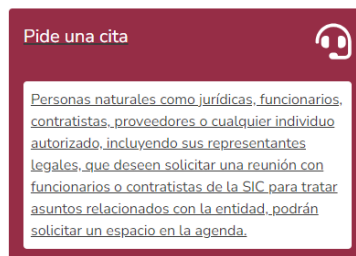 Pide una cita
Personas naturales como jurídicas, funcionarios,
contratistas, proveedores o cualquier individuo
autorizado, incluyendo sus representantes
legales, que deseen solicitar una reunión con
funcionarios o contratistas de la SIC para tratar
asuntos relacionados con la entidad, podrán
solicitar un espacio en la agenda.